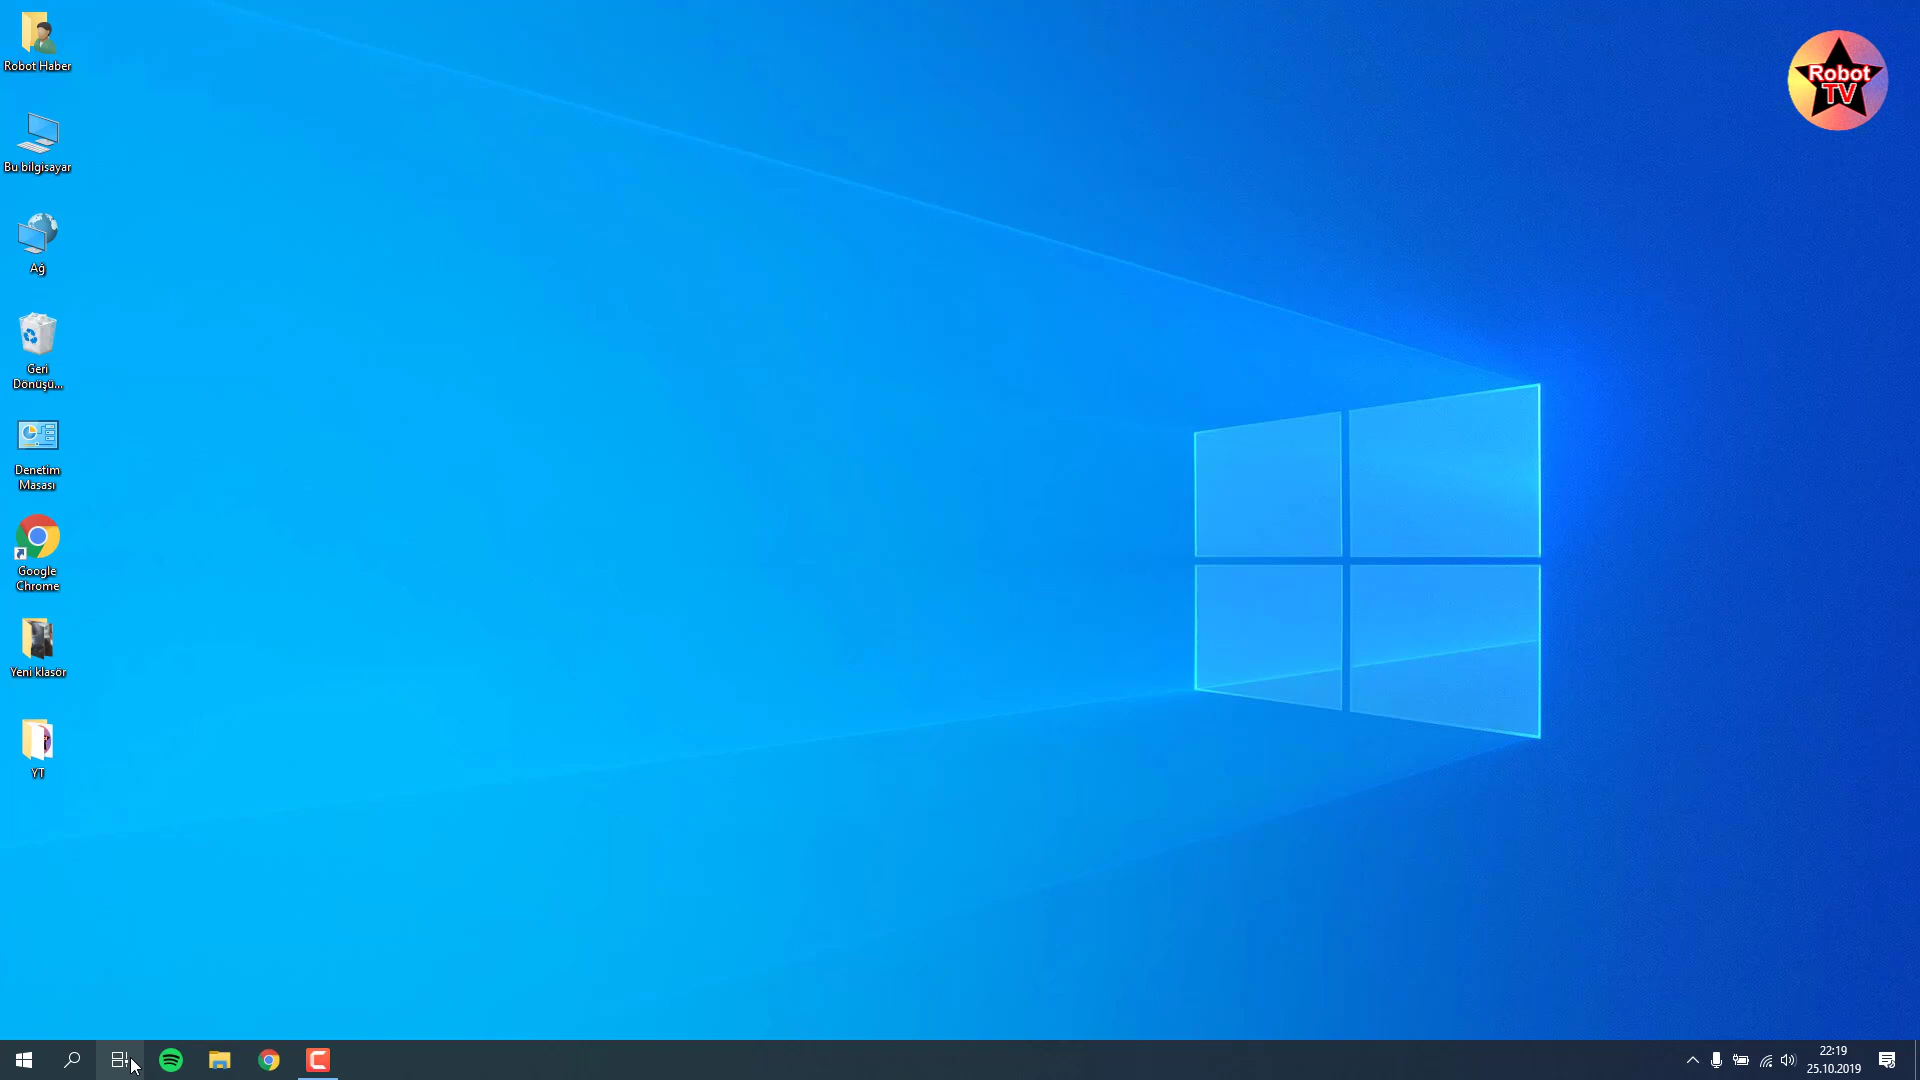 Robot Haber
Bu bilgisayar
Ağ
Geri
Dönüşü...
Denetim
Masası
Google
Chrome
Yeni klasör
YT
Robot
TV
22:19
25.10.2019